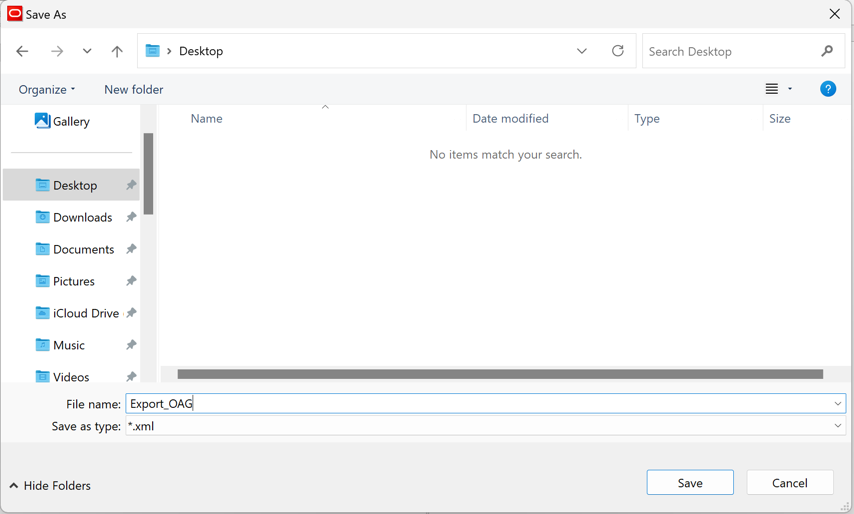 Save As
Desktop
Search Desktop
Organize New folder
Name Date modified Type Size
No items match your search.
Gallery
Desktop
Downloads
Documents
Pictures
iCloud Drive
Music
Videos
File name: Export_OAG
Save as type: *.xml
Hide Folders Save Cancel